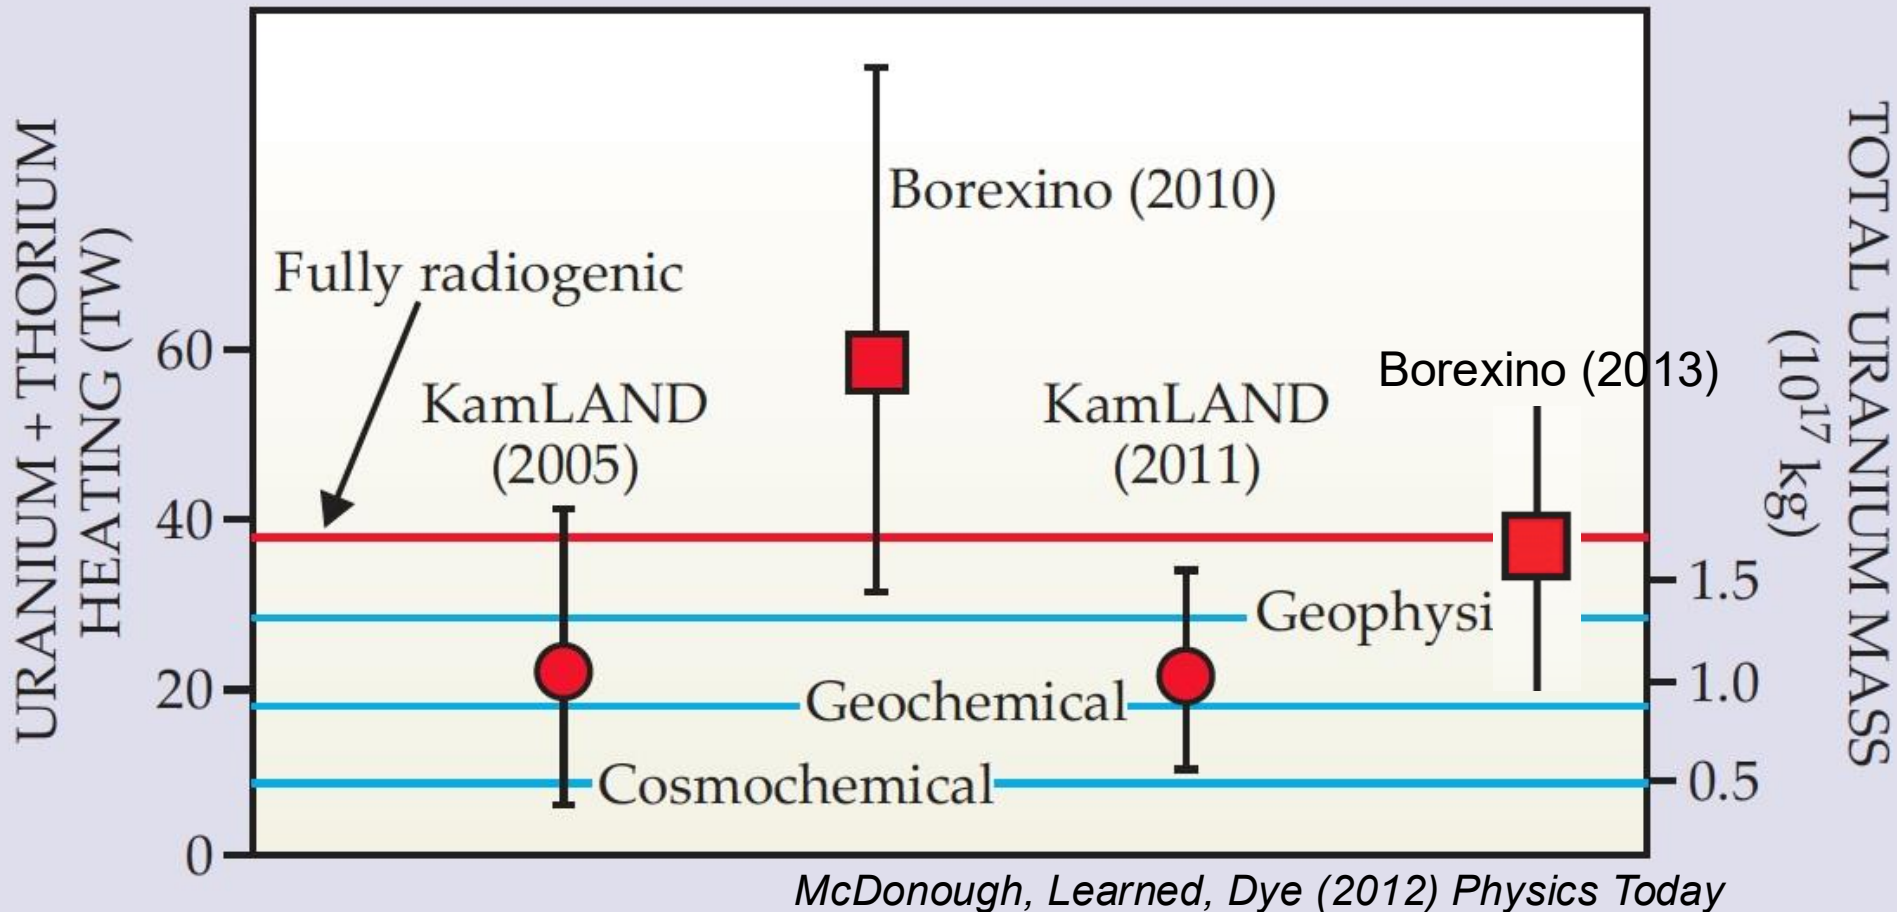 URANIUM + THORIUM
HEATING (TW)
60
40
20
0
Fully radiogenic
KamLAND
(2005)
Borexino (2010)
KamLAND
(2011)
Borexino (2013)
Geophysi
Geochemical
Cosmochemical
1.5
1.0
0.5
TOTAL URANIUM MASS
(10¹⁷ kg)
McDonough, Learned, Dye (2012) Physics Today